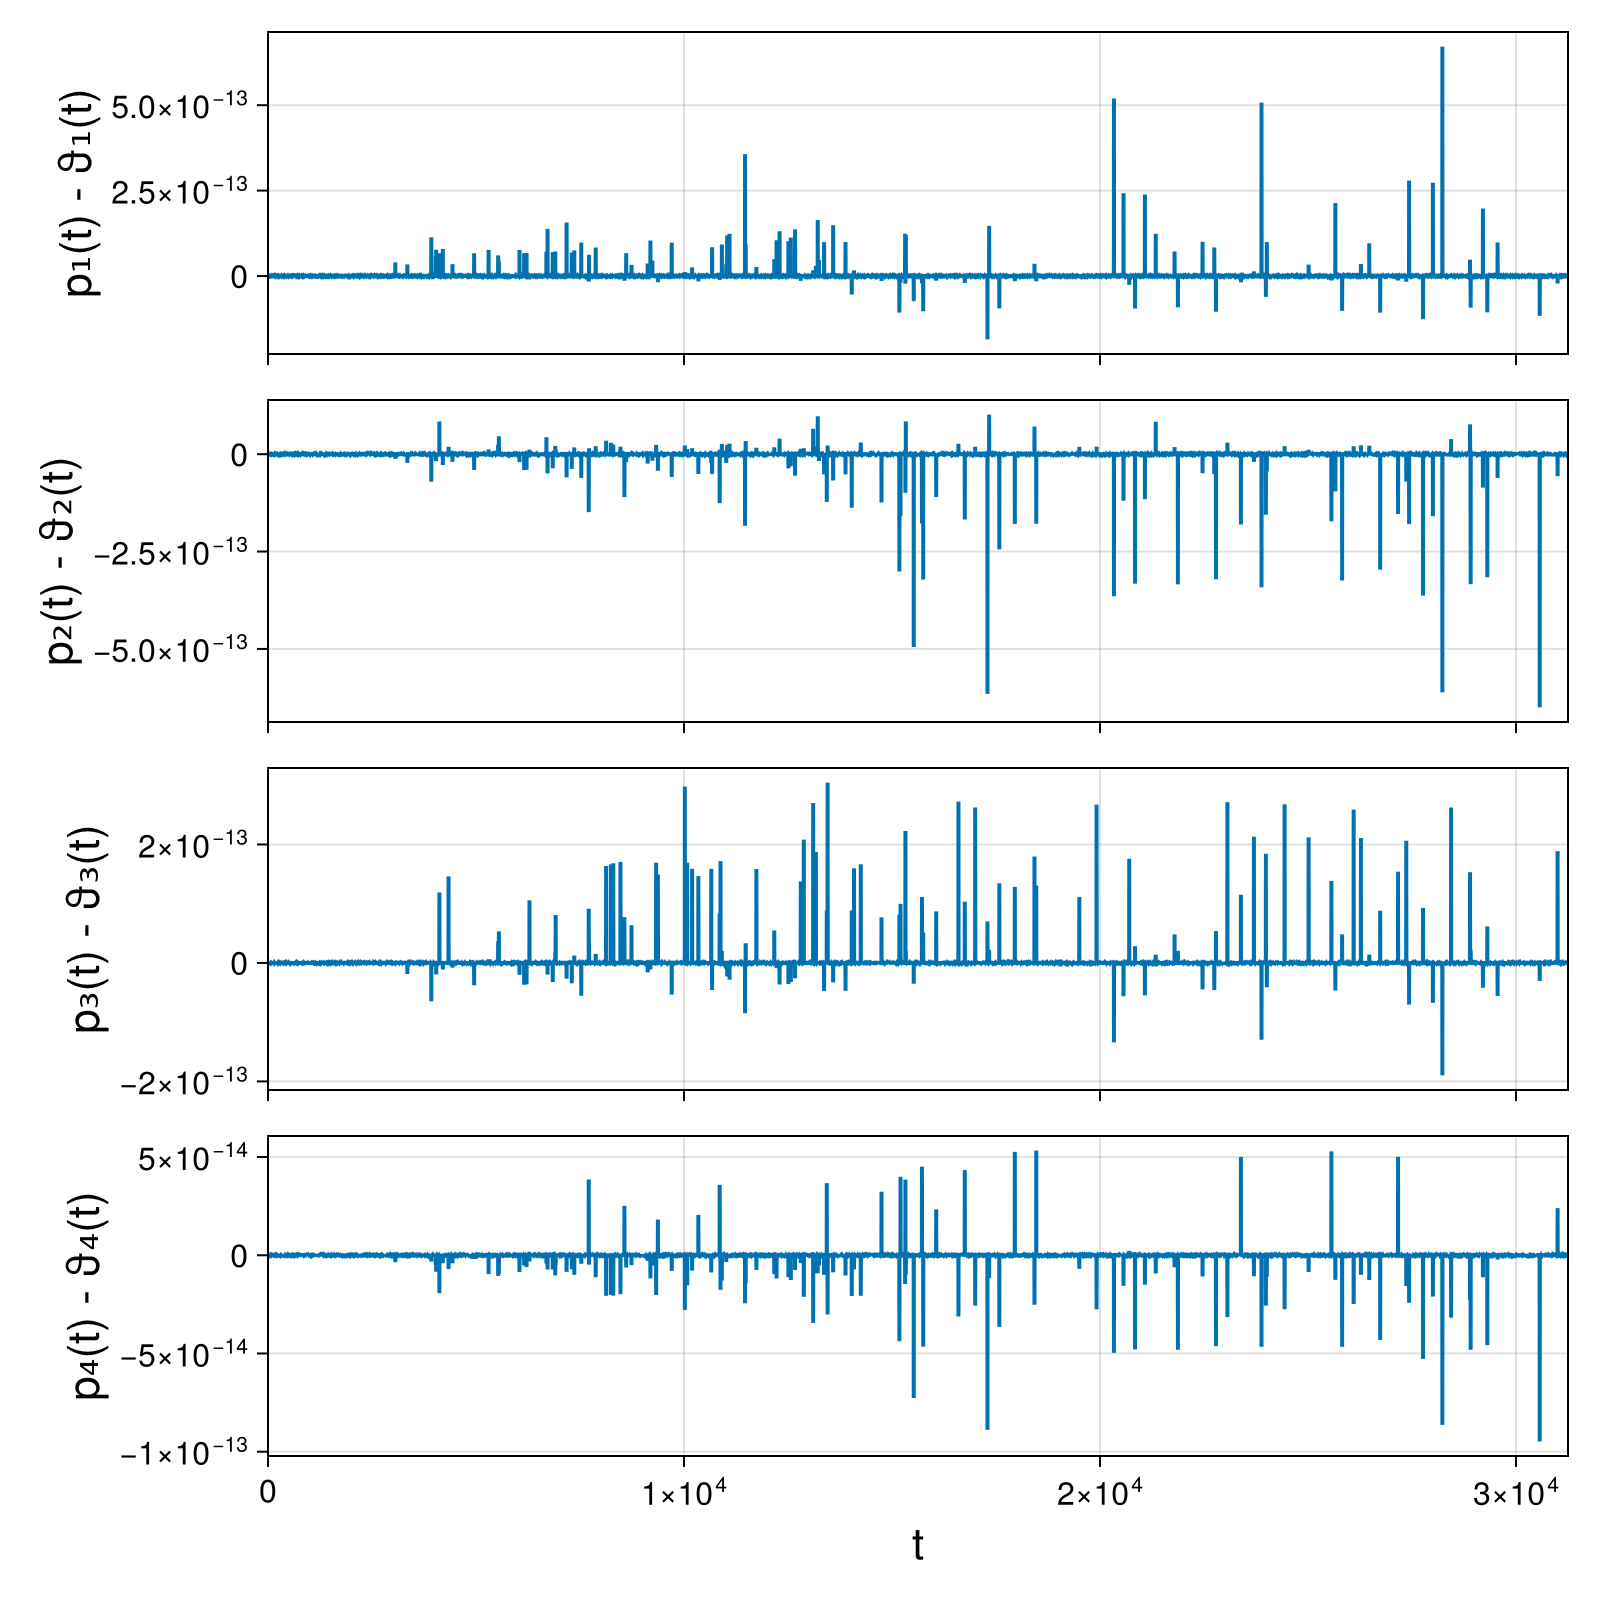 p₁(t) - ϑ₁(t)
5.0×10⁻¹³
2.5×10⁻¹³
0
p₂(t) - ϑ₂(t)
0
−2.5×10⁻¹³
−5.0×10⁻¹³
p₃(t) - ϑ₃(t)
2×10⁻¹³
0
−2×10⁻¹³
p₄(t) - ϑ₄(t)
5×10⁻¹⁴
0
−5×10⁻¹⁴
−1×10⁻¹³
0 1×10⁴ 2×10⁴ 3×10⁴
t